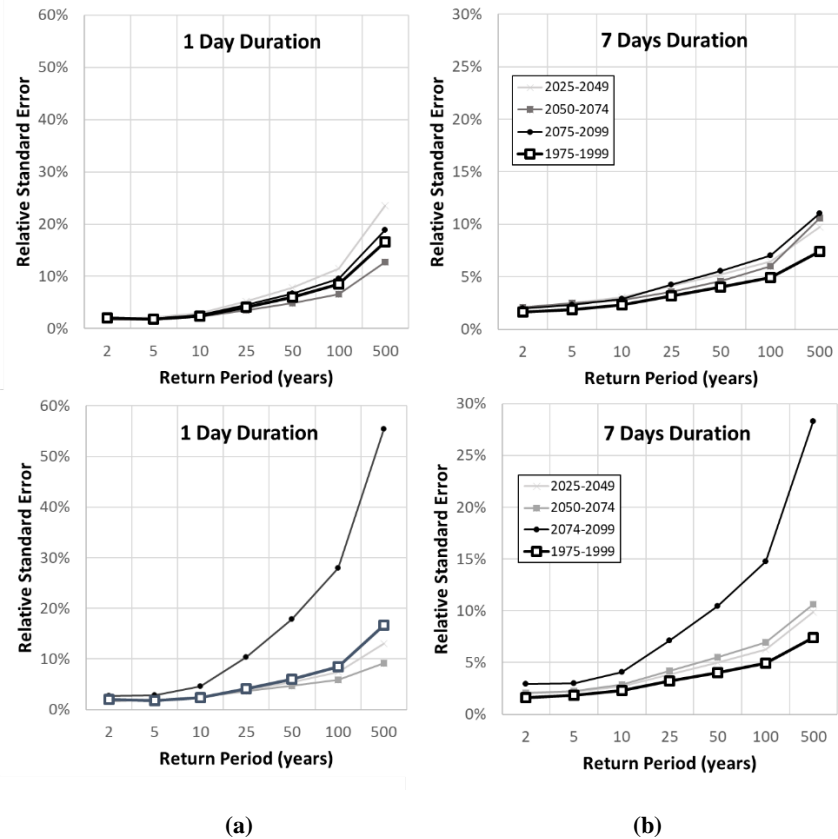 1 Day Duration
60%
50%
40%
30%
20%
10%
0%
Relative Standard Error
2 5 10 25 50 100 500
Return Period (years)
7 Days Duration
30%
25%
20%
15%
10%
5%
0%
Relative Standard Error
2025-2049
2050-2074
2075-2099
1975-1999
2 5 10 25 50 100 500
Return Period (years)
1 Day Duration
60%
50%
40%
30%
20%
10%
0%
Relative Standard Error
2 5 10 25 50 100 500
Return Period (years)
7 Days Duration
30%
25%
20%
15%
10%
5%
0%
Relative Standard Error
2025-2049
2050-2074
2074-2099
1975-1999
2 5 10 25 50 100 500
Return Period (years)
(a) (b)